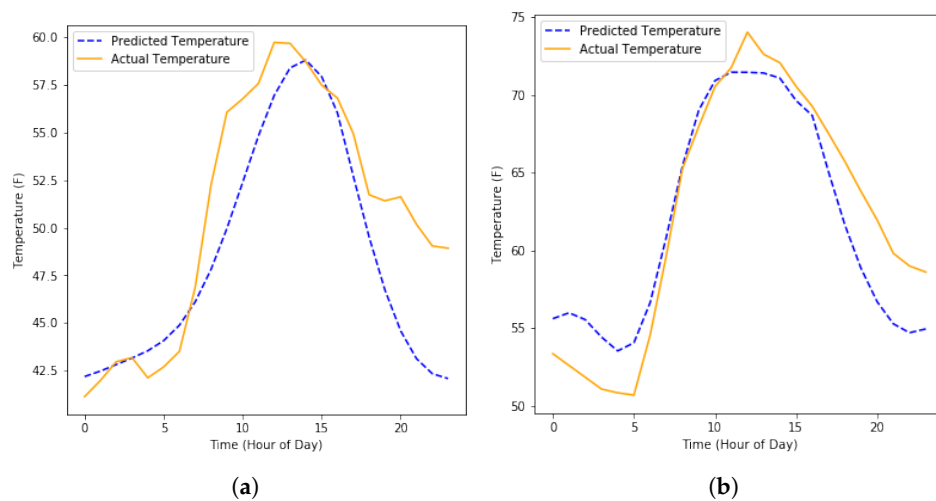 60.0
57.5
55.0
52.5
50.0
47.5
45.0
42.5
Temperature (F)
Predicted Temperature
Actual Temperature
0
5
10
15
20
Time (Hour of Day)
(a)
75
70
65
60
55
50
Temperature (F)
Predicted Temperature
Actual Temperature
0
5
10
15
20
Time (Hour of Day)
(b)